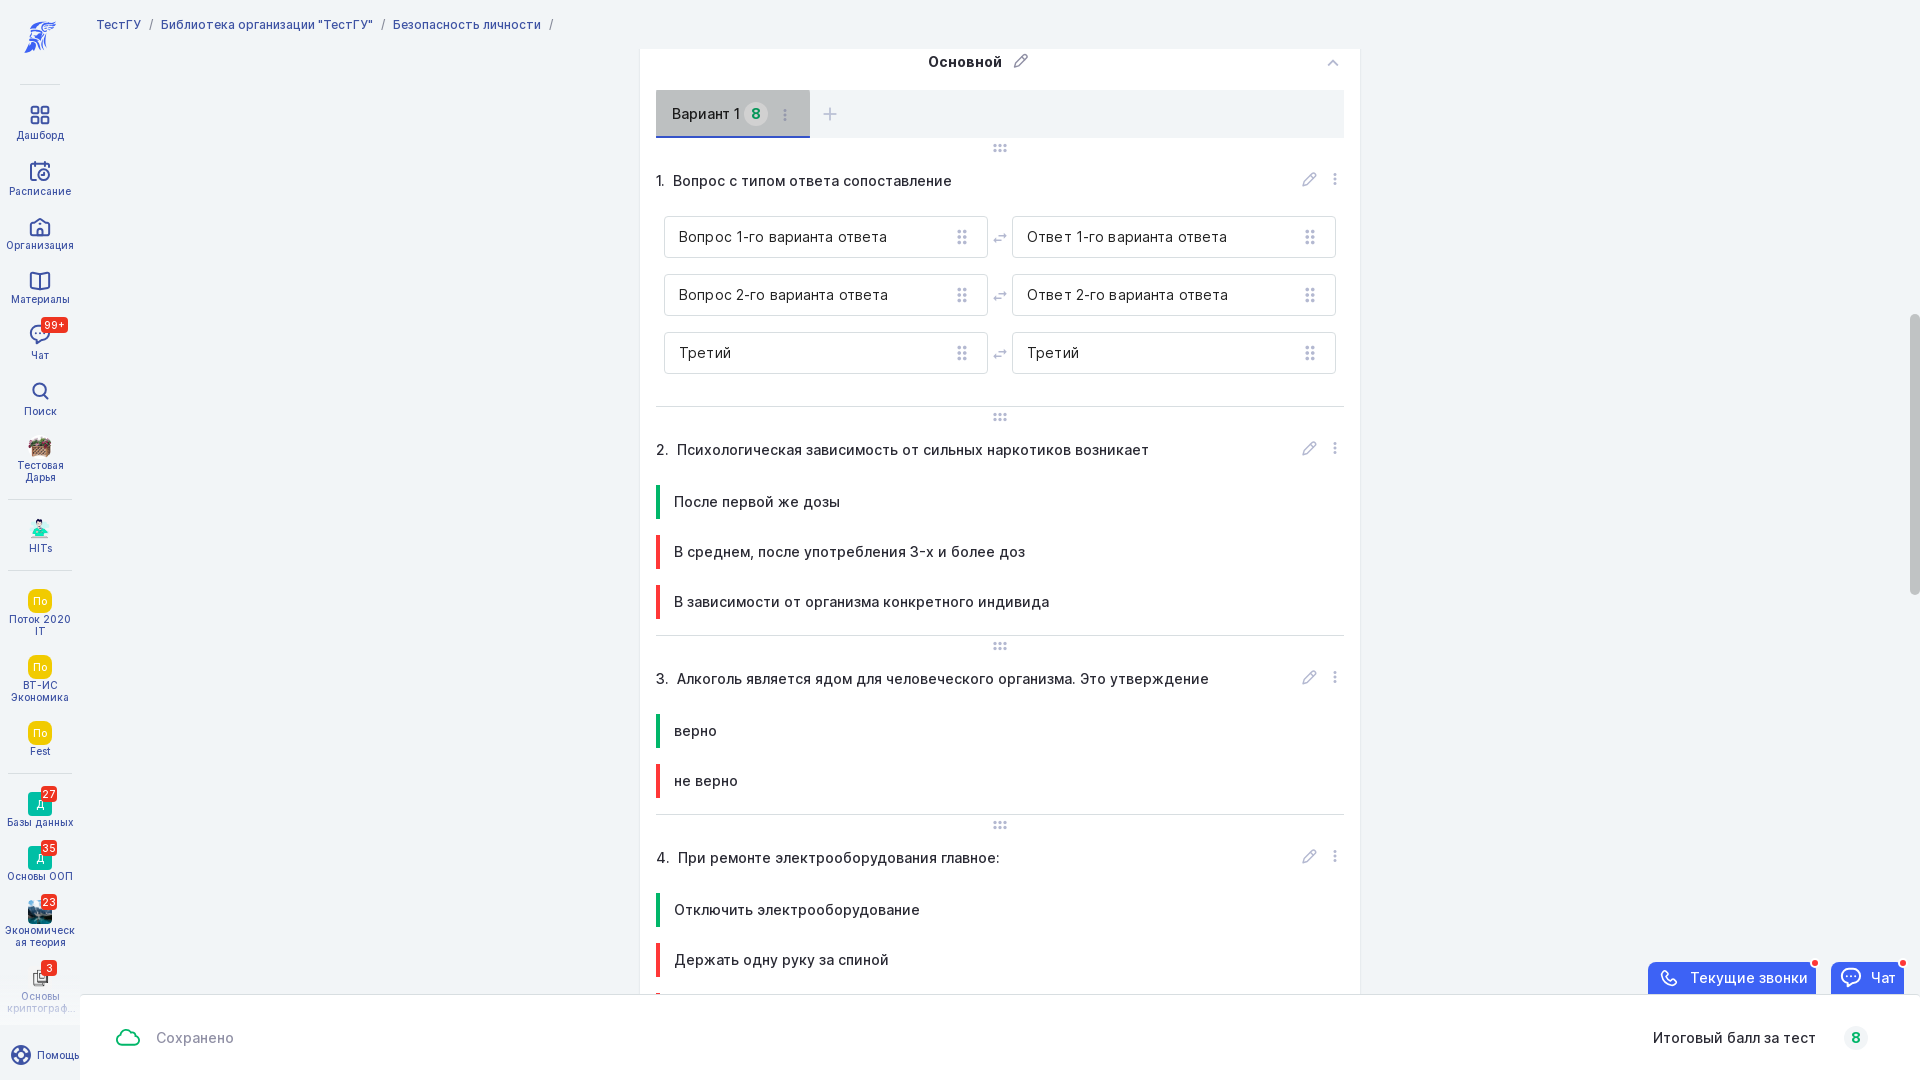 ТестГУ / Библиотека организации "ТестГУ" / Безопасность личности /
Дашборд
Расписание
Организация
Материалы
99+
Чат
Поиск
Тестовая
Дарья
HITs
По
Поток 2020
IT
По
ВТ-ИС
Экономика
По
Fest
27
Д
Базы данных
35
Д
Основы ООП
23
Экономическ
ая теория
3
Основы
криптограф...
Помощь
Основной
Вариант 1 8
1. Вопрос с типом ответа сопоставление
Вопрос 1-го варианта ответа
Ответ 1-го варианта ответа
Вопрос 2-го варианта ответа
Ответ 2-го варианта ответа
Третий
Третий
2. Психологическая зависимость от сильных наркотиков возникает
После первой же дозы
В среднем, после употребления 3-х и более доз
В зависимости от организма конкретного индивида
3. Алкоголь является ядом для человеческого организма. Это утверждение
верно
не верно
4. При ремонте электрооборудования главное:
Отключить электрооборудование
Держать одну руку за спиной
Текущие звонки
Чат
Сохранено
Итоговый балл за тест 8